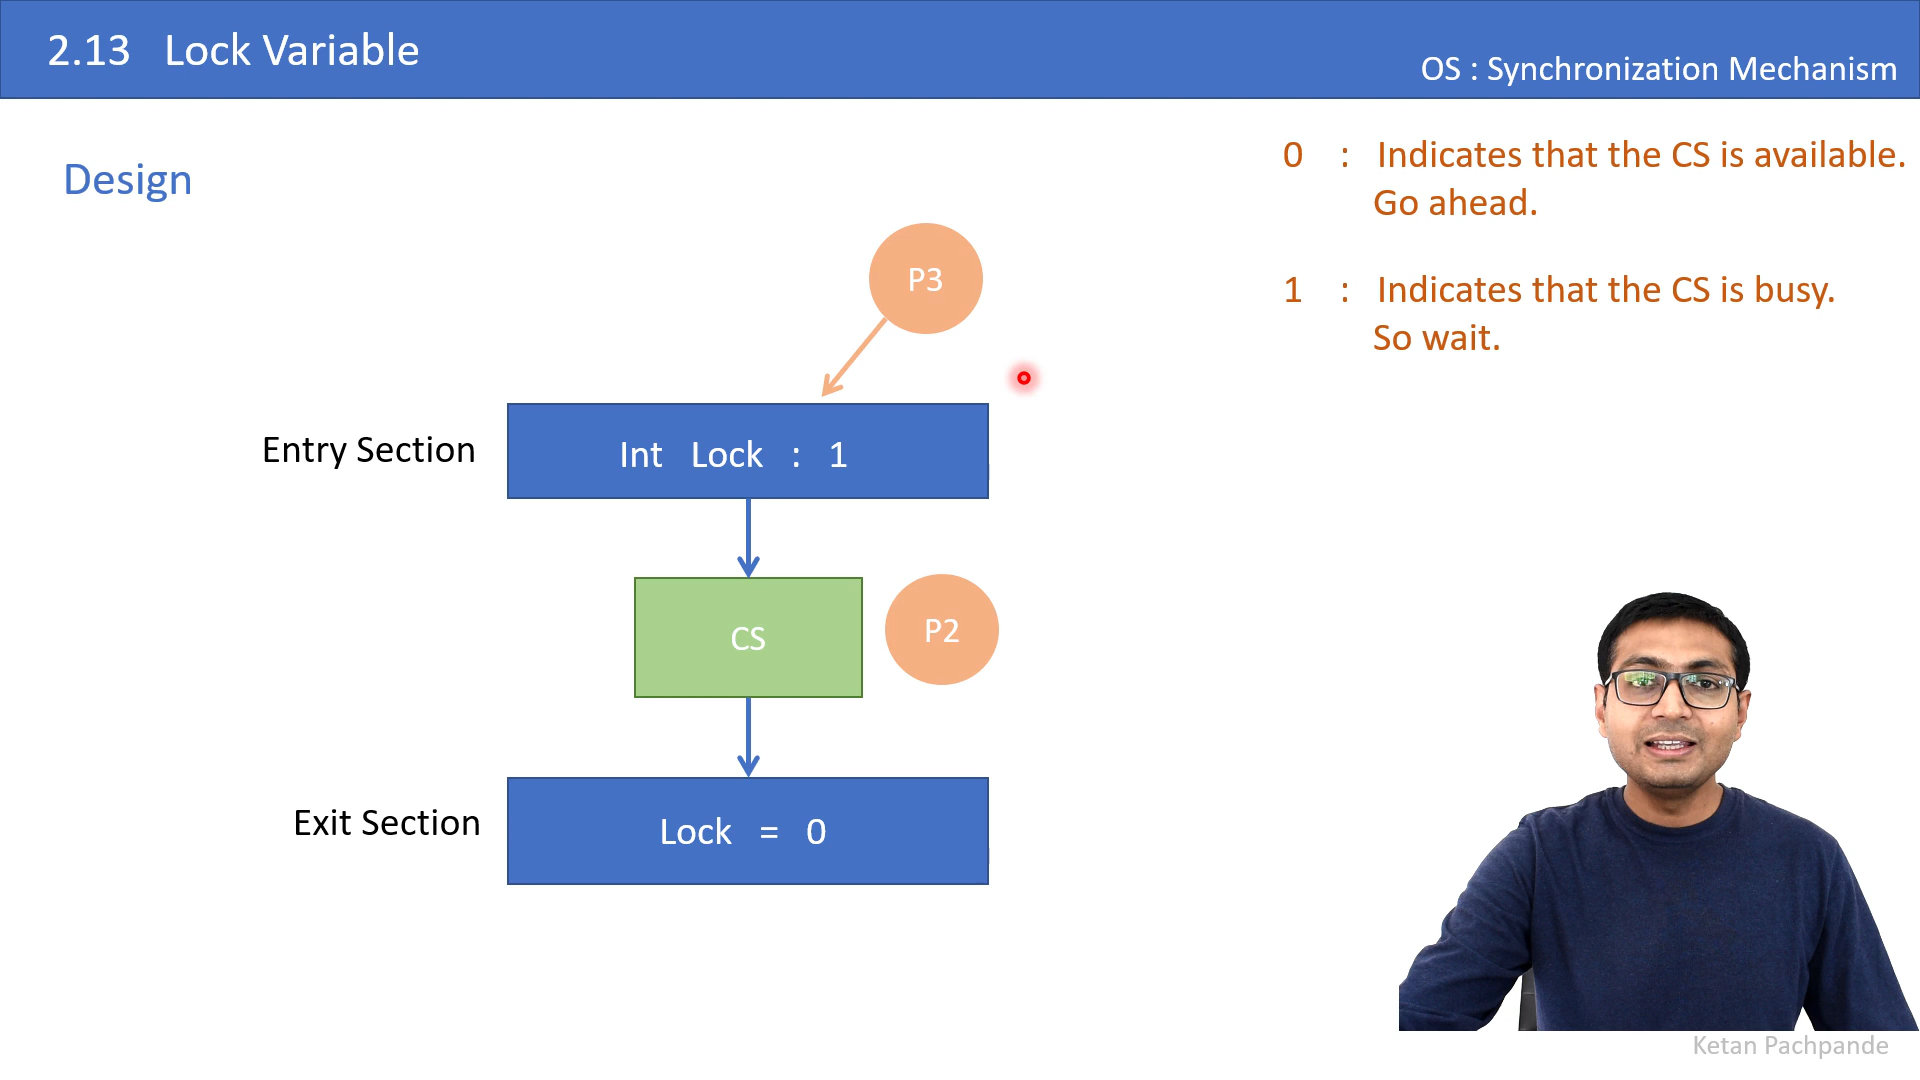 2.13 Lock Variable
OS : Synchronization Mechanism
Design
0 : Indicates that the CS is available.
Go ahead.
1 : Indicates that the CS is busy.
So wait.
P3
Entry Section
Int Lock : 1
CS
P2
Exit Section
Lock = 0
Ketan Pachpande